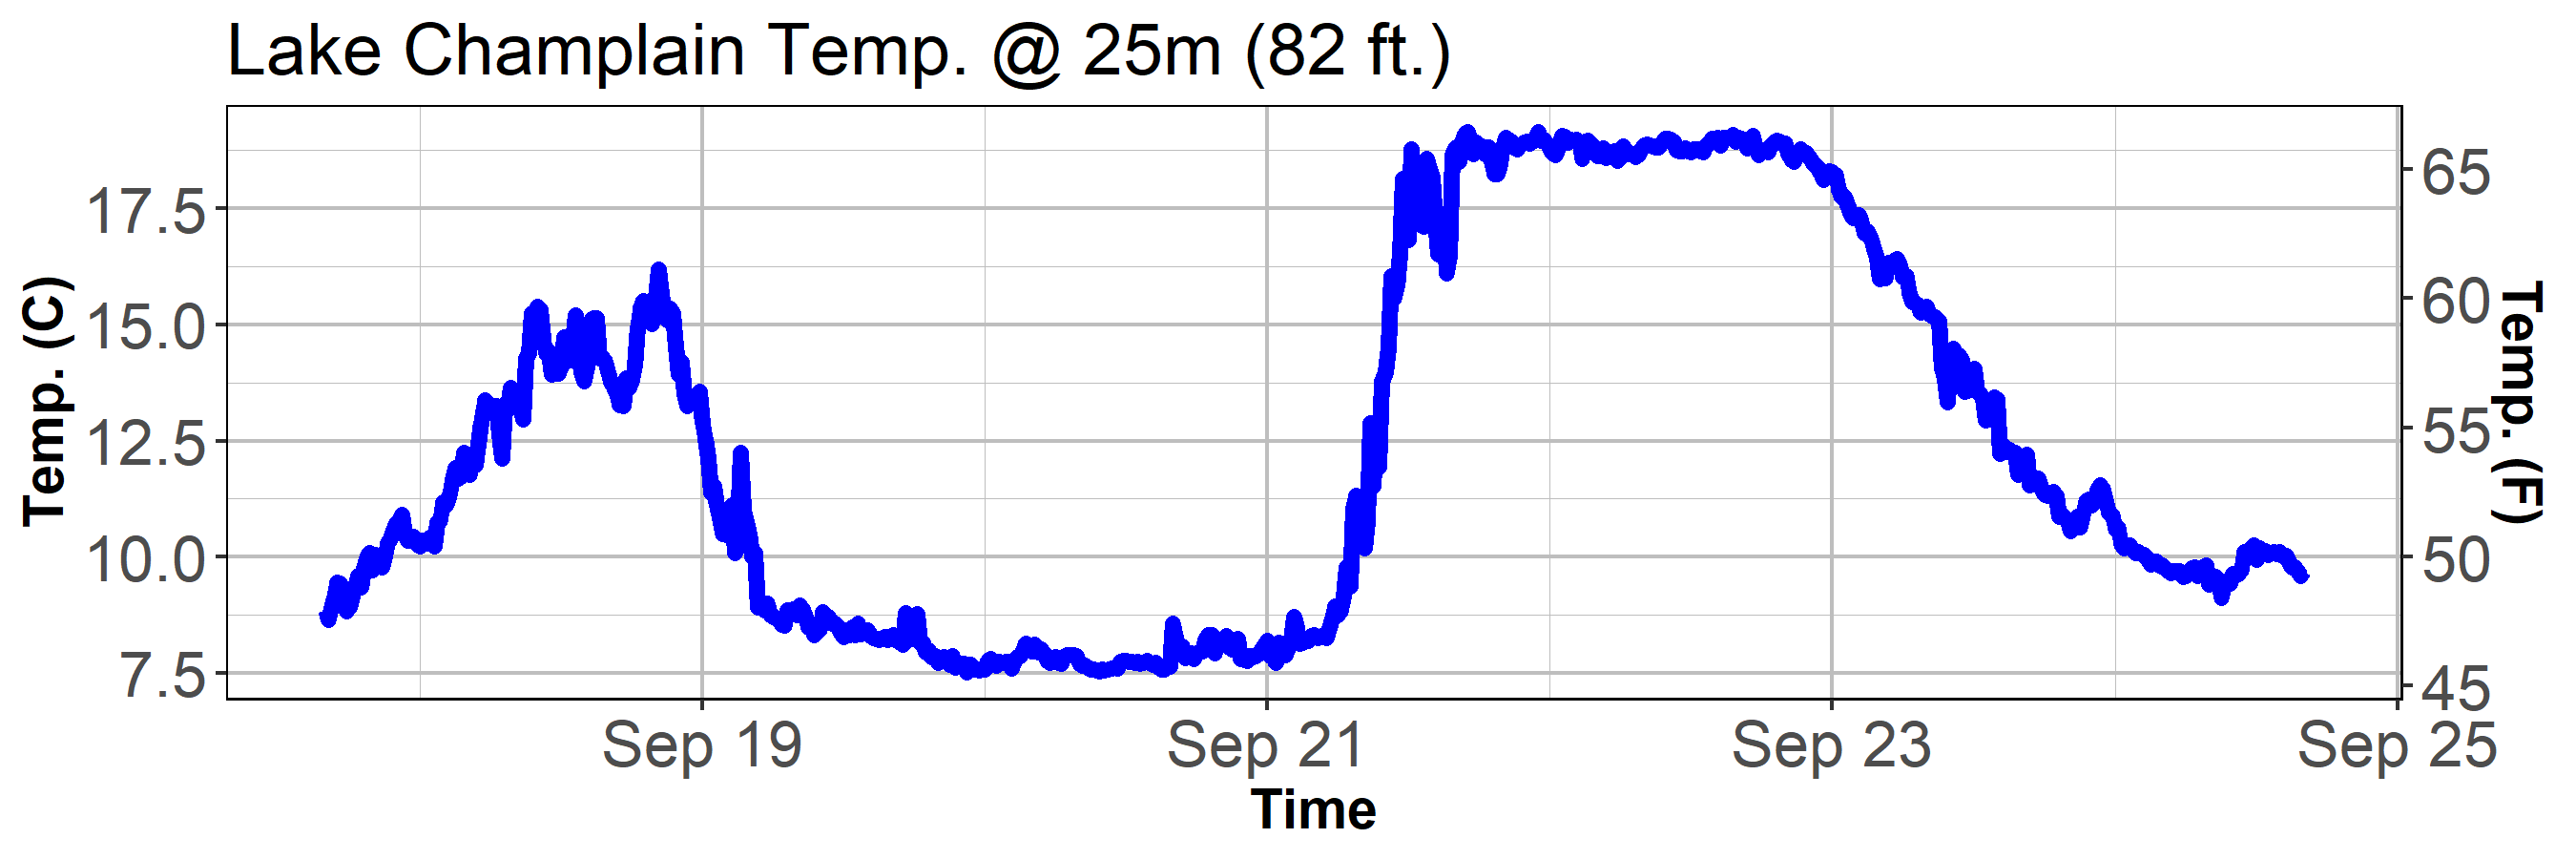 Lake Champlain Temp. @ 25m (82 ft.)
Temp. (C)
17.5
15.0
12.5
10.0
7.5
65
60
55
50
45
Temp. (F)
Sep 19
Sep 21
Sep 23
Sep 25
Time